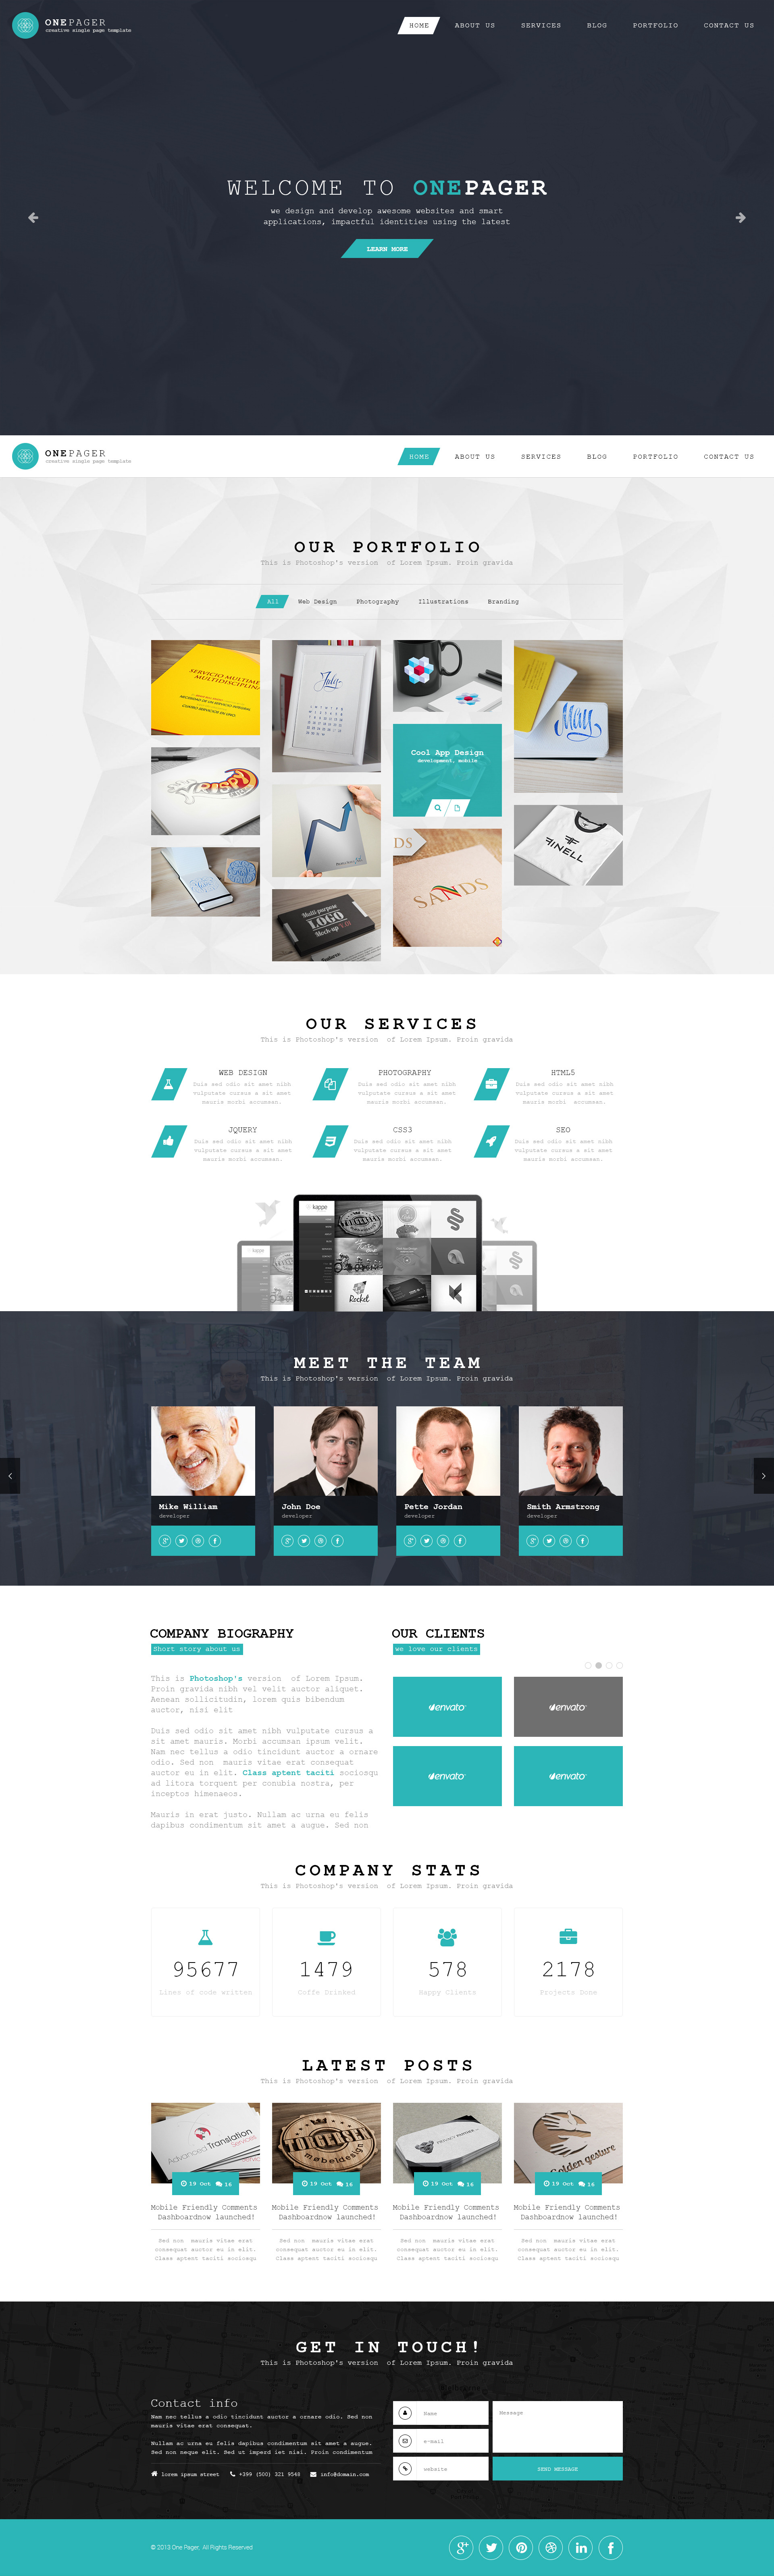 ONEPAGER
creative single page template
HOME ABOUT US SERVICES BLOG PORTFOLIO CONTACT US
WELCOME TO ONEPAGER
we design and develop awesome websites and smart
applications, impactful identities using the latest
LEARN MORE
ONEPAGER
creative single page template
HOME ABOUT US SERVICES BLOG PORTFOLIO CONTACT US
OUR PORTFOLIO
This is Photoshop's version of Lorem Ipsum. Proin gravida
All Web Design Photography Illustrations Branding
SERVICIO MULTIME
MULTIDISCIPLIN
July
May
Cool App Design
development, mobile
FINELL
SANDS
Multi-purpose
LOGO
Mock-up
OUR SERVICES
This is Photoshop's version of Lorem Ipsum. Proin gravida
WEB DESIGN
Duis sed odio sit amet nibh
vulputate cursus a sit amet
mauris morbi accumsan.
PHOTOGRAPHY
Duis sed odio sit amet nibh
vulputate cursus a sit amet
mauris morbi accumsan.
HTML5
Duis sed odio sit amet nibh
vulputate cursus a sit amet
mauris morbi accumsan.
JQUERY
Duis sed odio sit amet nibh
vulputate cursus a sit amet
mauris morbi accumsan.
CSS3
Duis sed odio sit amet nibh
vulputate cursus a sit amet
mauris morbi accumsan.
SEO
Duis sed odio sit amet nibh
vulputate cursus a sit amet
mauris morbi accumsan.
kappe
Rocket
MEET THE TEAM
This is Photoshop's version of Lorem Ipsum. Proin gravida
Mike William
developer
John Doe
developer
Pette Jordan
developer
Smith Armstrong
developer
COMPANY BIOGRAPHY
Short story about us
This is Photoshop's version of Lorem Ipsum.
Proin gravida nibh vel velit auctor aliquet.
Aenean sollicitudin, lorem quis bibendum
auctor, nisi elit
Duis sed odio sit amet nibh vulputate cursus a
sit amet mauris. Morbi accumsan ipsum velit.
Nam nec tellus a odio tincidunt auctor a ornare
odio. Sed non mauris vitae erat consequat
auctor eu in elit. Class aptent taciti sociosqu
ad litora torquent per conubia nostra, per
inceptos himenaeos.
Mauris in erat justo. Nullam ac urna eu felis
dapibus condimentum sit amet a augue. Sed non
OUR CLIENTS
we love our clients
envato
envato
envato
envato
COMPANY STATS
This is Photoshop's version of Lorem Ipsum. Proin gravida
95677
Lines of code written
1479
Coffe Drinked
578
Happy Clients
2178
Projects Done
LATEST POSTS
This is Photoshop's version of Lorem Ipsum. Proin gravida
Advanced Translation
Services
møbeldesign
Golden gesture
19 Oct 16
19 Oct 16
19 Oct 16
19 Oct 16
Mobile Friendly Comments
Dashboardnow launched!
Sed non mauris vitae erat
consequat auctor eu in elit.
Class aptent taciti sociosqu
Mobile Friendly Comments
Dashboardnow launched!
Sed non mauris vitae erat
consequat auctor eu in elit.
Class aptent taciti sociosqu
Mobile Friendly Comments
Dashboardnow launched!
Sed non mauris vitae erat
consequat auctor eu in elit.
Class aptent taciti sociosqu
Mobile Friendly Comments
Dashboardnow launched!
Sed non mauris vitae erat
consequat auctor eu in elit.
Class aptent taciti sociosqu
GET IN TOUCH!
This is Photoshop's version of Lorem Ipsum. Proin gravida
Contact info
Nam nec tellus a odio tincidunt auctor a ornare odio. Sed non
mauris vitae erat consequat.
Nullam ac urna eu felis dapibus condimentum sit amet a augue.
Sed non neque elit. Sed ut imperd iet nisi. Proin condimentum
lorem ipsum street +399 (500) 321 9548 info@domain.com
Name
e-mail
website
Message
SEND MESSAGE
© 2013 One Pager, All Rights Reserved